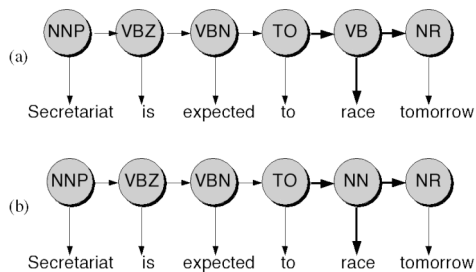 NNP VBZ VBN TO VB NR
(a)
Secretariat is expected to race tomorrow
NNP VBZ VBN TO NN NR
(b)
Secretariat is expected to race tomorrow